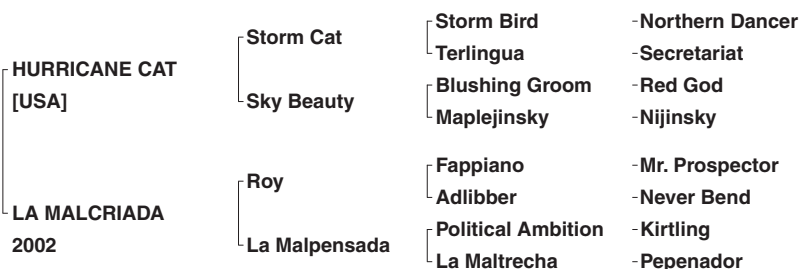 HURRICANE CAT
[USA]
LA MALCRIADA
2002
Storm Cat
Sky Beauty
Roy
La Malpensada
Storm Bird
Terlingua
Blushing Groom
Maplejinsky
Fappiano
Adlibber
Political Ambition
La Maltrecha
-Northern Dancer
-Secretariat
-Red God
-Nijinsky
-Mr. Prospector
-Never Bend
-Kirtling
-Pepenador